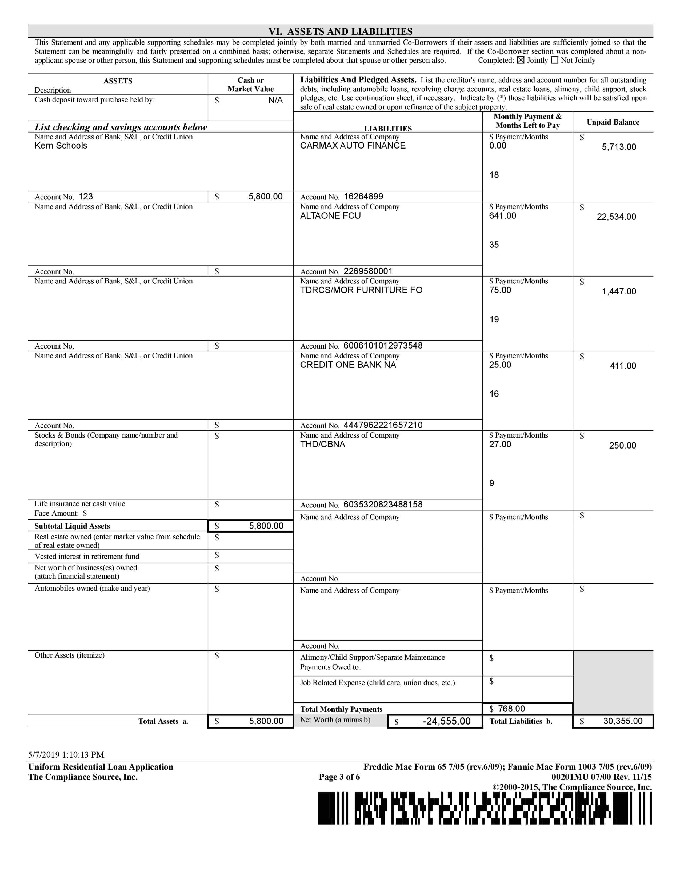 VI. ASSETS AND LIABILITIES
This Statement and any applicable supporting schedules may be completed jointly by both married and unmarried Co-Borrowers if their assets and liabilities are sufficiently joined so that the
Statement can be meaningfully and fairly presented on a combined basis; otherwise, separate Statements and Schedules are required. If the Co-Borrower section was completed about a non-
applicant spouse or other person, this Statement and supporting schedules must be completed about that spouse or other person also. Completed: ☒ Jointly ☐ Not Jointly
ASSETS
Description
Cash or
Market Value
Cash deposit toward purchase held by:
$ N/A
Liabilities And Pledged Assets. List the creditor's name, address and account number for all outstanding
debts, including automobile loans, revolving charge accounts, real estate loans, alimony, child support, stock
pledges, etc. Use continuation sheet, if necessary. Indicate by (*) those liabilities which will be satisfied upon
sale of real estate owned or upon refinance of the subject property.
List checking and savings accounts below
LIABILITIES
Monthly Payment &
Months Left to Pay
Unpaid Balance
Name and Address of Bank, S&L, or Credit Union
Kern Schools
Name and Address of Company
CARMAX AUTO FINANCE
$ Payment/Months
0.00
18
$ 5,713.00
Account No. 123
$ 5,800.00
Account No. 16264899
Name and Address of Bank, S&L, or Credit Union
Name and Address of Company
ALTAONE FCU
$ Payment/Months
641.00
35
$ 22,534.00
Account No.
$
Account No. 2269580001
Name and Address of Bank, S&L, or Credit Union
Name and Address of Company
TDRCS/MOR FURNITURE FO
$ Payment/Months
75.00
19
$ 1,447.00
Account No.
$
Account No. 6006101012973548
Name and Address of Bank, S&L, or Credit Union
Name and Address of Company
CREDIT ONE BANK NA
$ Payment/Months
25.00
16
$ 411.00
Account No.
$
Account No. 4447962221657210
Stocks & Bonds (Company name/number and
description)
$
Name and Address of Company
THD/CBNA
$ Payment/Months
27.00
9
$ 250.00
Life insurance net cash value
Face Amount: $
$
Account No. 6035320623488158
Subtotal Liquid Assets
$ 5,800.00
Name and Address of Company
$ Payment/Months
$
Real estate owned (enter market value from schedule
of real estate owned)
$
Vested interest in retirement fund
$
Net worth of business(es) owned
(attach financial statement)
$
Account No.
Automobiles owned (make and year)
$
Name and Address of Company
$ Payment/Months
$
Account No.
Other Assets (itemize)
$
Alimony/Child Support/Separate Maintenance
Payments Owed to:
$
Job Related Expense (child care, union dues, etc.)
$
Total Monthly Payments
$ 768.00
Total Assets a.
$ 5,800.00
Net Worth (a minus b)
$ -24,555.00
Total Liabilities b.
$ 30,355.00
5/7/2019 1:10:13 PM
Uniform Residential Loan Application
The Compliance Source, Inc.
Page 3 of 6
Freddie Mac Form 65 7/05 (rev.6/09); Fannie Mae Form 1003 7/05 (rev.6/09)
00201MU 07/00 Rev. 11/15
©2000-2015, The Compliance Source, Inc.